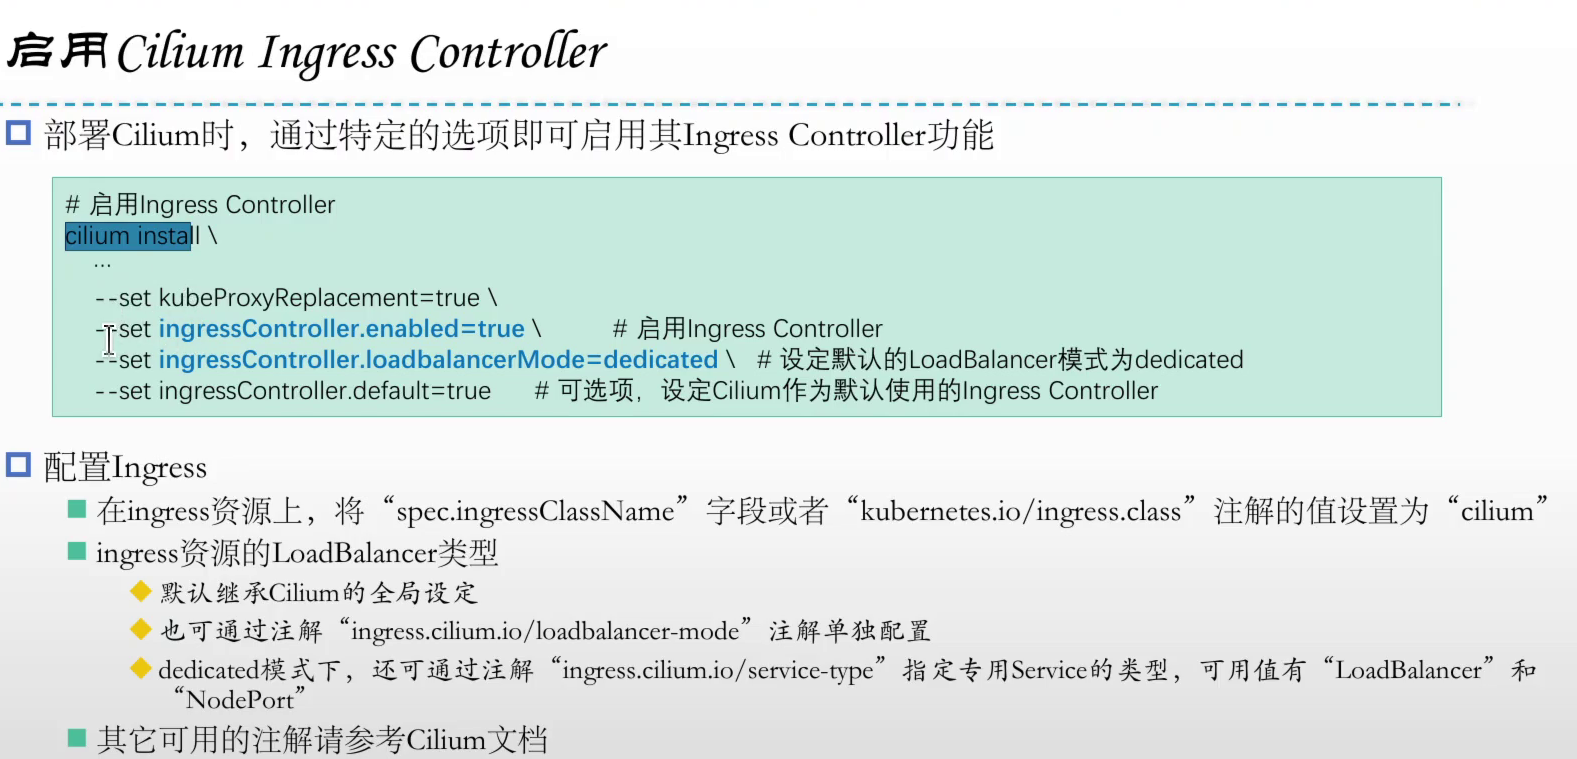 启用Cilium Ingress Controller
部署Cilium时，通过特定的选项即可启用其Ingress Controller功能
# 启用Ingress Controller
cilium install \
...
--set kubeProxyReplacement=true \
--set ingressController.enabled=true \ # 启用Ingress Controller
--set ingressController.loadbalancerMode=dedicated \ # 设定默认的LoadBalancer模式为dedicated
--set ingressController.default=true # 可选项，设定Cilium作为默认使用的Ingress Controller
配置Ingress
在ingress资源上，将“spec.ingressClassName”字段或者“kubernetes.io/ingress.class”注解的值设置为“cilium”
ingress资源的LoadBalancer类型
默认继承Cilium的全局设定
也可通过注解“ingress.cilium.io/loadbalancer-mode”注解单独配置
dedicated模式下，还可通过注解“ingress.cilium.io/service-type”指定专用Service的类型，可用值有“LoadBalancer”和
“NodePort”
其它可用的注解请参考Cilium文档